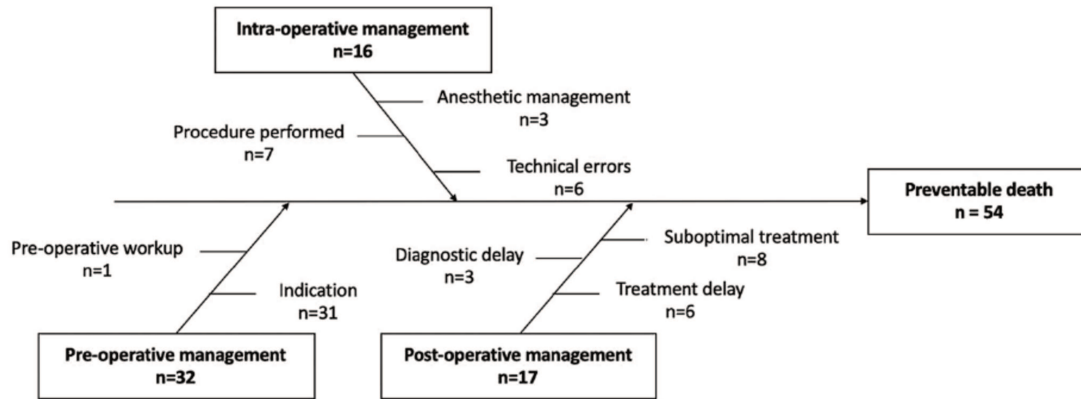 Intra-operative management
n=16
Anesthetic management
n=3
Procedure performed
n=7
Technical errors
n=6
Preventable death
n = 54
Pre-operative workup
n=1
Indication
n=31
Diagnostic delay
n=3
Suboptimal treatment
n=8
Treatment delay
n=6
Pre-operative management
n=32
Post-operative management
n=17